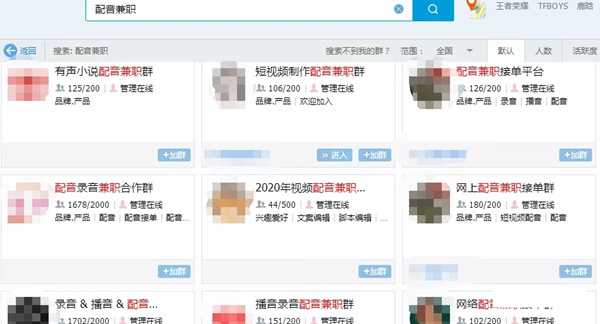 配音兼职
王者荣耀 TFBOYS 鹿晗
返回 搜索: 配音兼职 搜索不到我的群? 范围: 全国 默认 人数 活跃度
有声小说配音兼职群
125/200 管理在线
品牌.产品
+加群
短视频制作配音兼职群
106/200 管理在线
品牌.产品 | 欢迎加入
» 进入 +加群
配音兼职接单平台
126/200 管理在线
品牌.产品 | 录音 | 播音 | 配音
+加群
配音录音兼职合作群
1678/2000 管理在线
品牌.产品 | 配音 | 配音接单 | 配音...
+加群
2020年视频配音兼职...
44/500 管理在线
兴趣爱好 | 文案编辑 | 脚本编辑 | ...
+加群
网上配音兼职接单群
180/200 管理在线
品牌.产品 | 短视频配音 | 配音
+加群
录音 & 播音 & 配音...
1702/2000 管理在线
播音录音配音兼职群
151/200 管理在线
网络配
102/200 管理在线